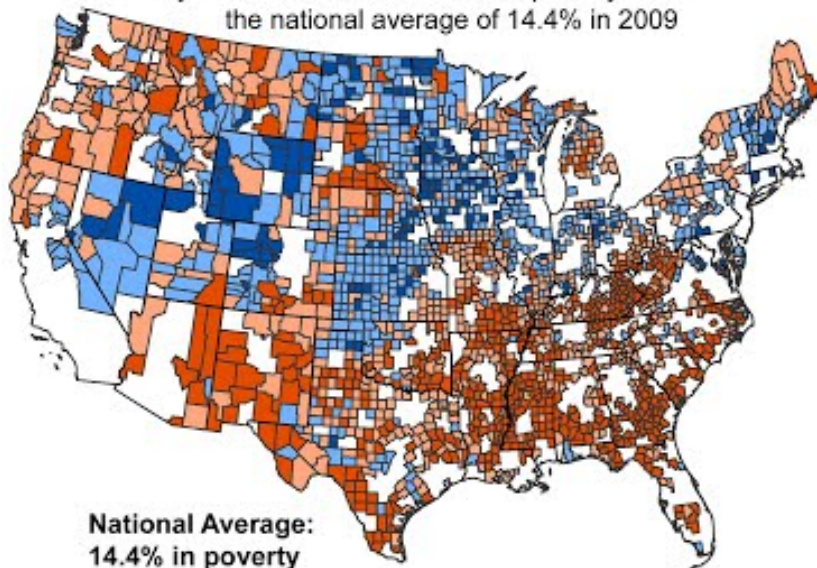 the national average of 14.4% in 2009
National Average:
14.4% in poverty